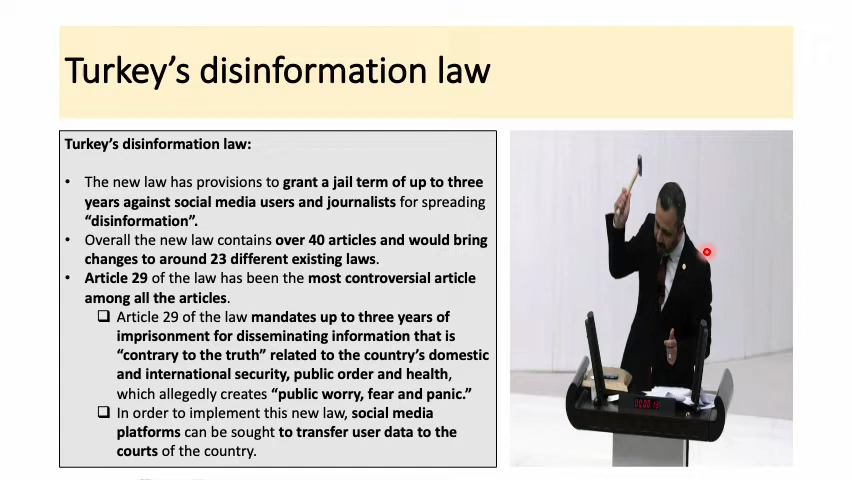 Turkey's disinformation law
Turkey's disinformation law:
• The new law has provisions to grant a jail term of up to three
years against social media users and journalists for spreading
“disinformation”.
• Overall the new law contains over 40 articles and would bring
changes to around 23 different existing laws.
• Article 29 of the law has been the most controversial article
among all the articles.
❑ Article 29 of the law mandates up to three years of
imprisonment for disseminating information that is
“contrary to the truth” related to the country's domestic
and international security, public order and health,
which allegedly creates “public worry, fear and panic.”
❑ In order to implement this new law, social media
platforms can be sought to transfer user data to the
courts of the country.